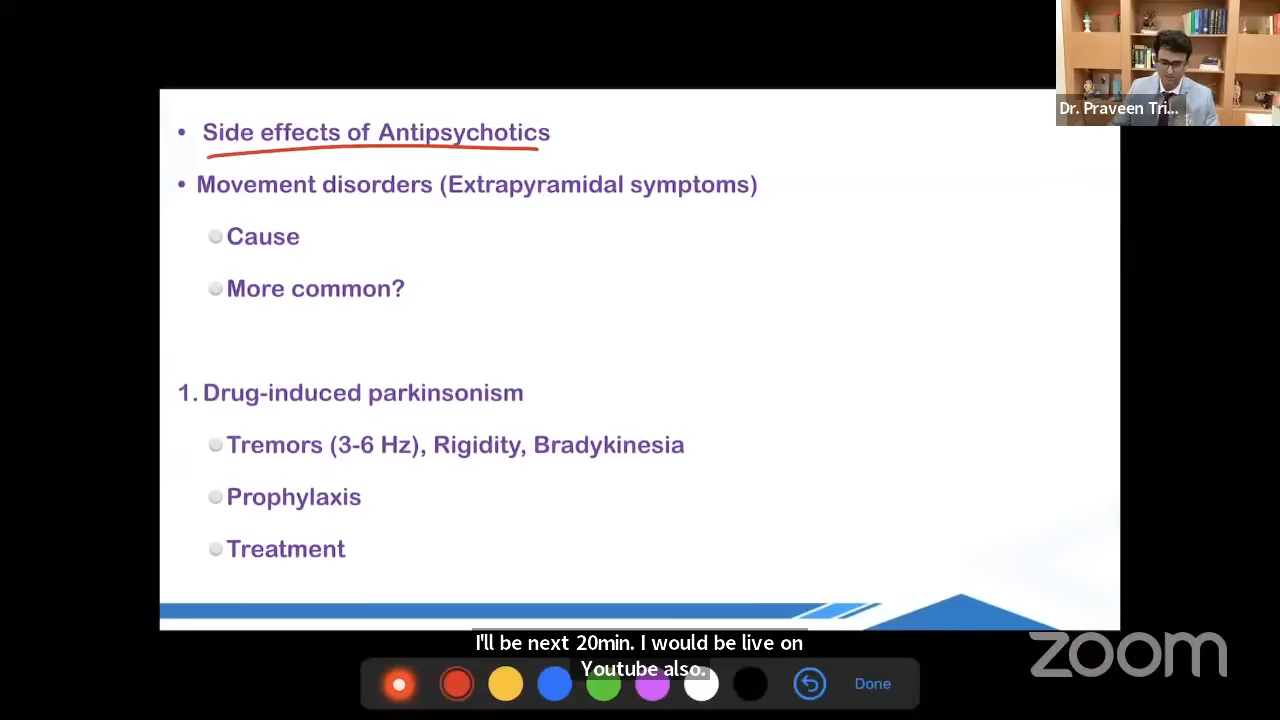 Dr. Praveen Tri...
• Side effects of Antipsychotics
• Movement disorders (Extrapyramidal symptoms)
Cause
More common?
1. Drug-induced parkinsonism
Tremors (3-6 Hz), Rigidity, Bradykinesia
Prophylaxis
Treatment
I'll be next 20min. I would be live on
Youtube also.
zoom
Done